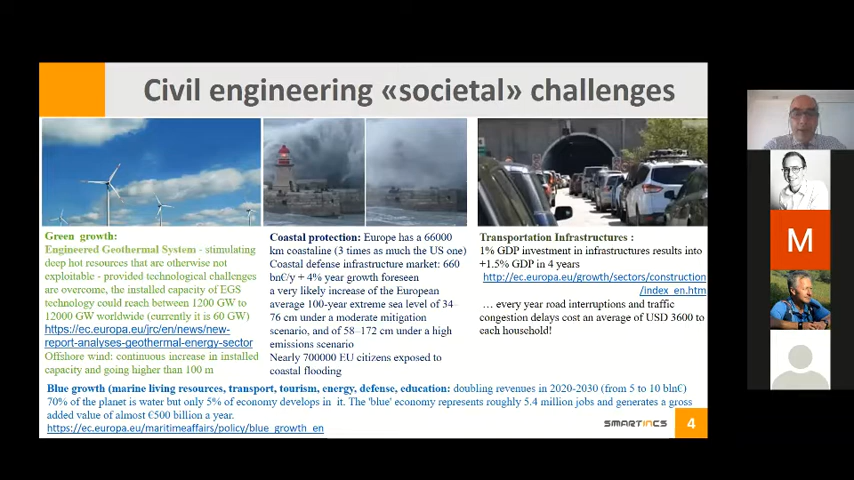 Civil engineering «societal» challenges
Green growth:
Engineered Geothermal System - stimulating
deep hot resources that are otherwise not
exploitable - provided technological challenges
are overcome, the installed capacity of EGS
technology could reach between 1200 GW to
12000 GW worldwide (currently it is 60 GW)
https://ec.europa.eu/jrc/en/news/new-
report-analyses-geothermal-energy-sector
Offshore wind: continuous increase in installed
capacity and going higher than 100 m
Coastal protection: Europe has a 66000
km coastline (3 times as much the US one)
Coastal defense infrastructure market: 660
bn€/y + 4% year growth foreseen
a very likely increase of the European
average 100-year extreme sea level of 34–
76 cm under a moderate mitigation
scenario, and of 58–172 cm under a high
emissions scenario
Nearly 700000 EU citizens exposed to
coastal flooding
Transportation Infrastructures :
1% GDP investment in infrastructures results into
+1.5% GDP in 4 years
http://ec.europa.eu/growth/sectors/construction
/index_en.htm
… every year road interruptions and traffic
congestion delays cost an average of USD 3600 to
each household!
Blue growth (marine living resources, transport, tourism, energy, defense, education: doubling revenues in 2020-2030 (from 5 to 10 bln€)
70% of the planet is water but only 5% of economy develops in it. The 'blue' economy represents roughly 5.4 million jobs and generates a gross
added value of almost €500 billion a year.
https://ec.europa.eu/maritimeaffairs/policy/blue_growth_en
SMARTINCS
4
M